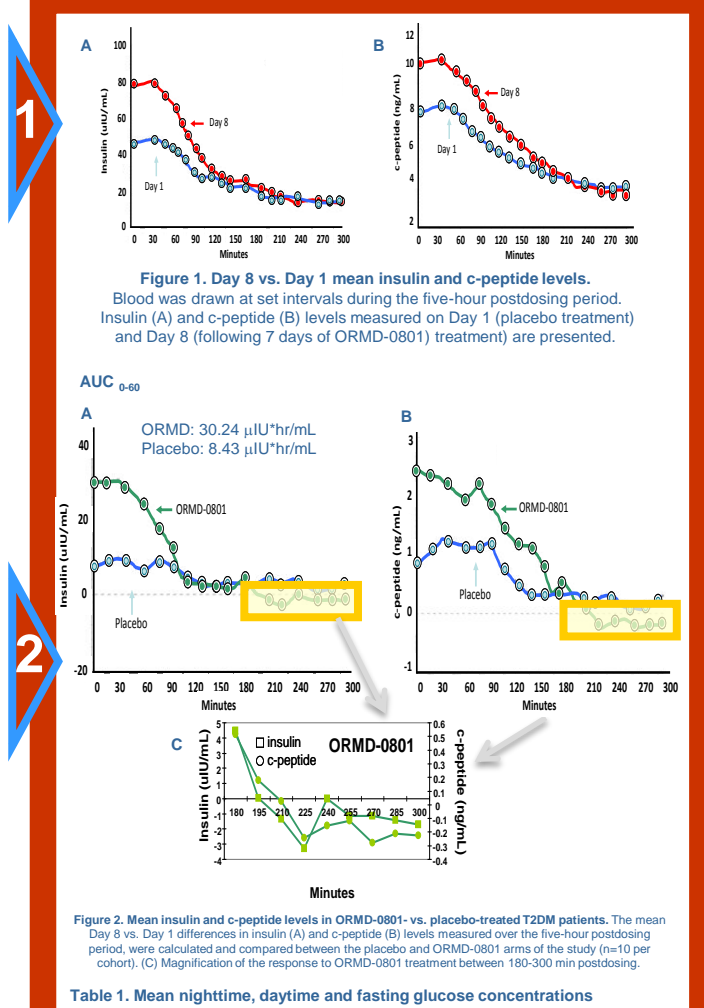 1
A
100
80
60
40
20
0
Insulin (uIU/mL)
Day 8
Day 1
0 30 60 90 120 150 180 210 240 270 300
Minutes
B
12
10
8
6
4
2
c-peptide (ng/mL)
Day 8
Day 1
0 30 60 90 120 150 180 210 240 270 300
Minutes
Figure 1. Day 8 vs. Day 1 mean insulin and c-peptide levels.
Blood was drawn at set intervals during the five-hour postdosing period.
Insulin (A) and c-peptide (B) levels measured on Day 1 (placebo treatment)
and Day 8 (following 7 days of ORMD-0801) treatment) are presented.
2
AUC 0-60
A
ORMD: 30.24 μIU*hr/mL
Placebo: 8.43 μIU*hr/mL
40
20
0
-20
Insulin (uIU/mL)
ORMD-0801
Placebo
0 30 60 90 120 150 180 210 240 270 300
Minutes
B
3
2
1
0
-1
c-peptide (ng/mL)
ORMD-0801
Placebo
0 30 60 90 120 150 180 210 240 270 300
Minutes
C
insulin
c-peptide
ORMD-0801
5
4
3
2
1
0
-1
-2
-3
-4
Insulin (uIU/mL)
180 195 210 225 240 255 270 285 300
0.6
0.5
0.4
0.3
0.2
0.1
0
-0.1
-0.2
-0.3
-0.4
c-peptide (ng/mL)
Minutes
Figure 2. Mean insulin and c-peptide levels in ORMD-0801- vs. placebo-treated T2DM patients. The mean
Day 8 vs. Day 1 differences in insulin (A) and c-peptide (B) levels measured over the five-hour postdosing
period, were calculated and compared between the placebo and ORMD-0801 arms of the study (n=10 per
cohort). (C) Magnification of the response to ORMD-0801 treatment between 180-300 min postdosing.
Table 1. Mean nighttime, daytime and fasting glucose concentrations